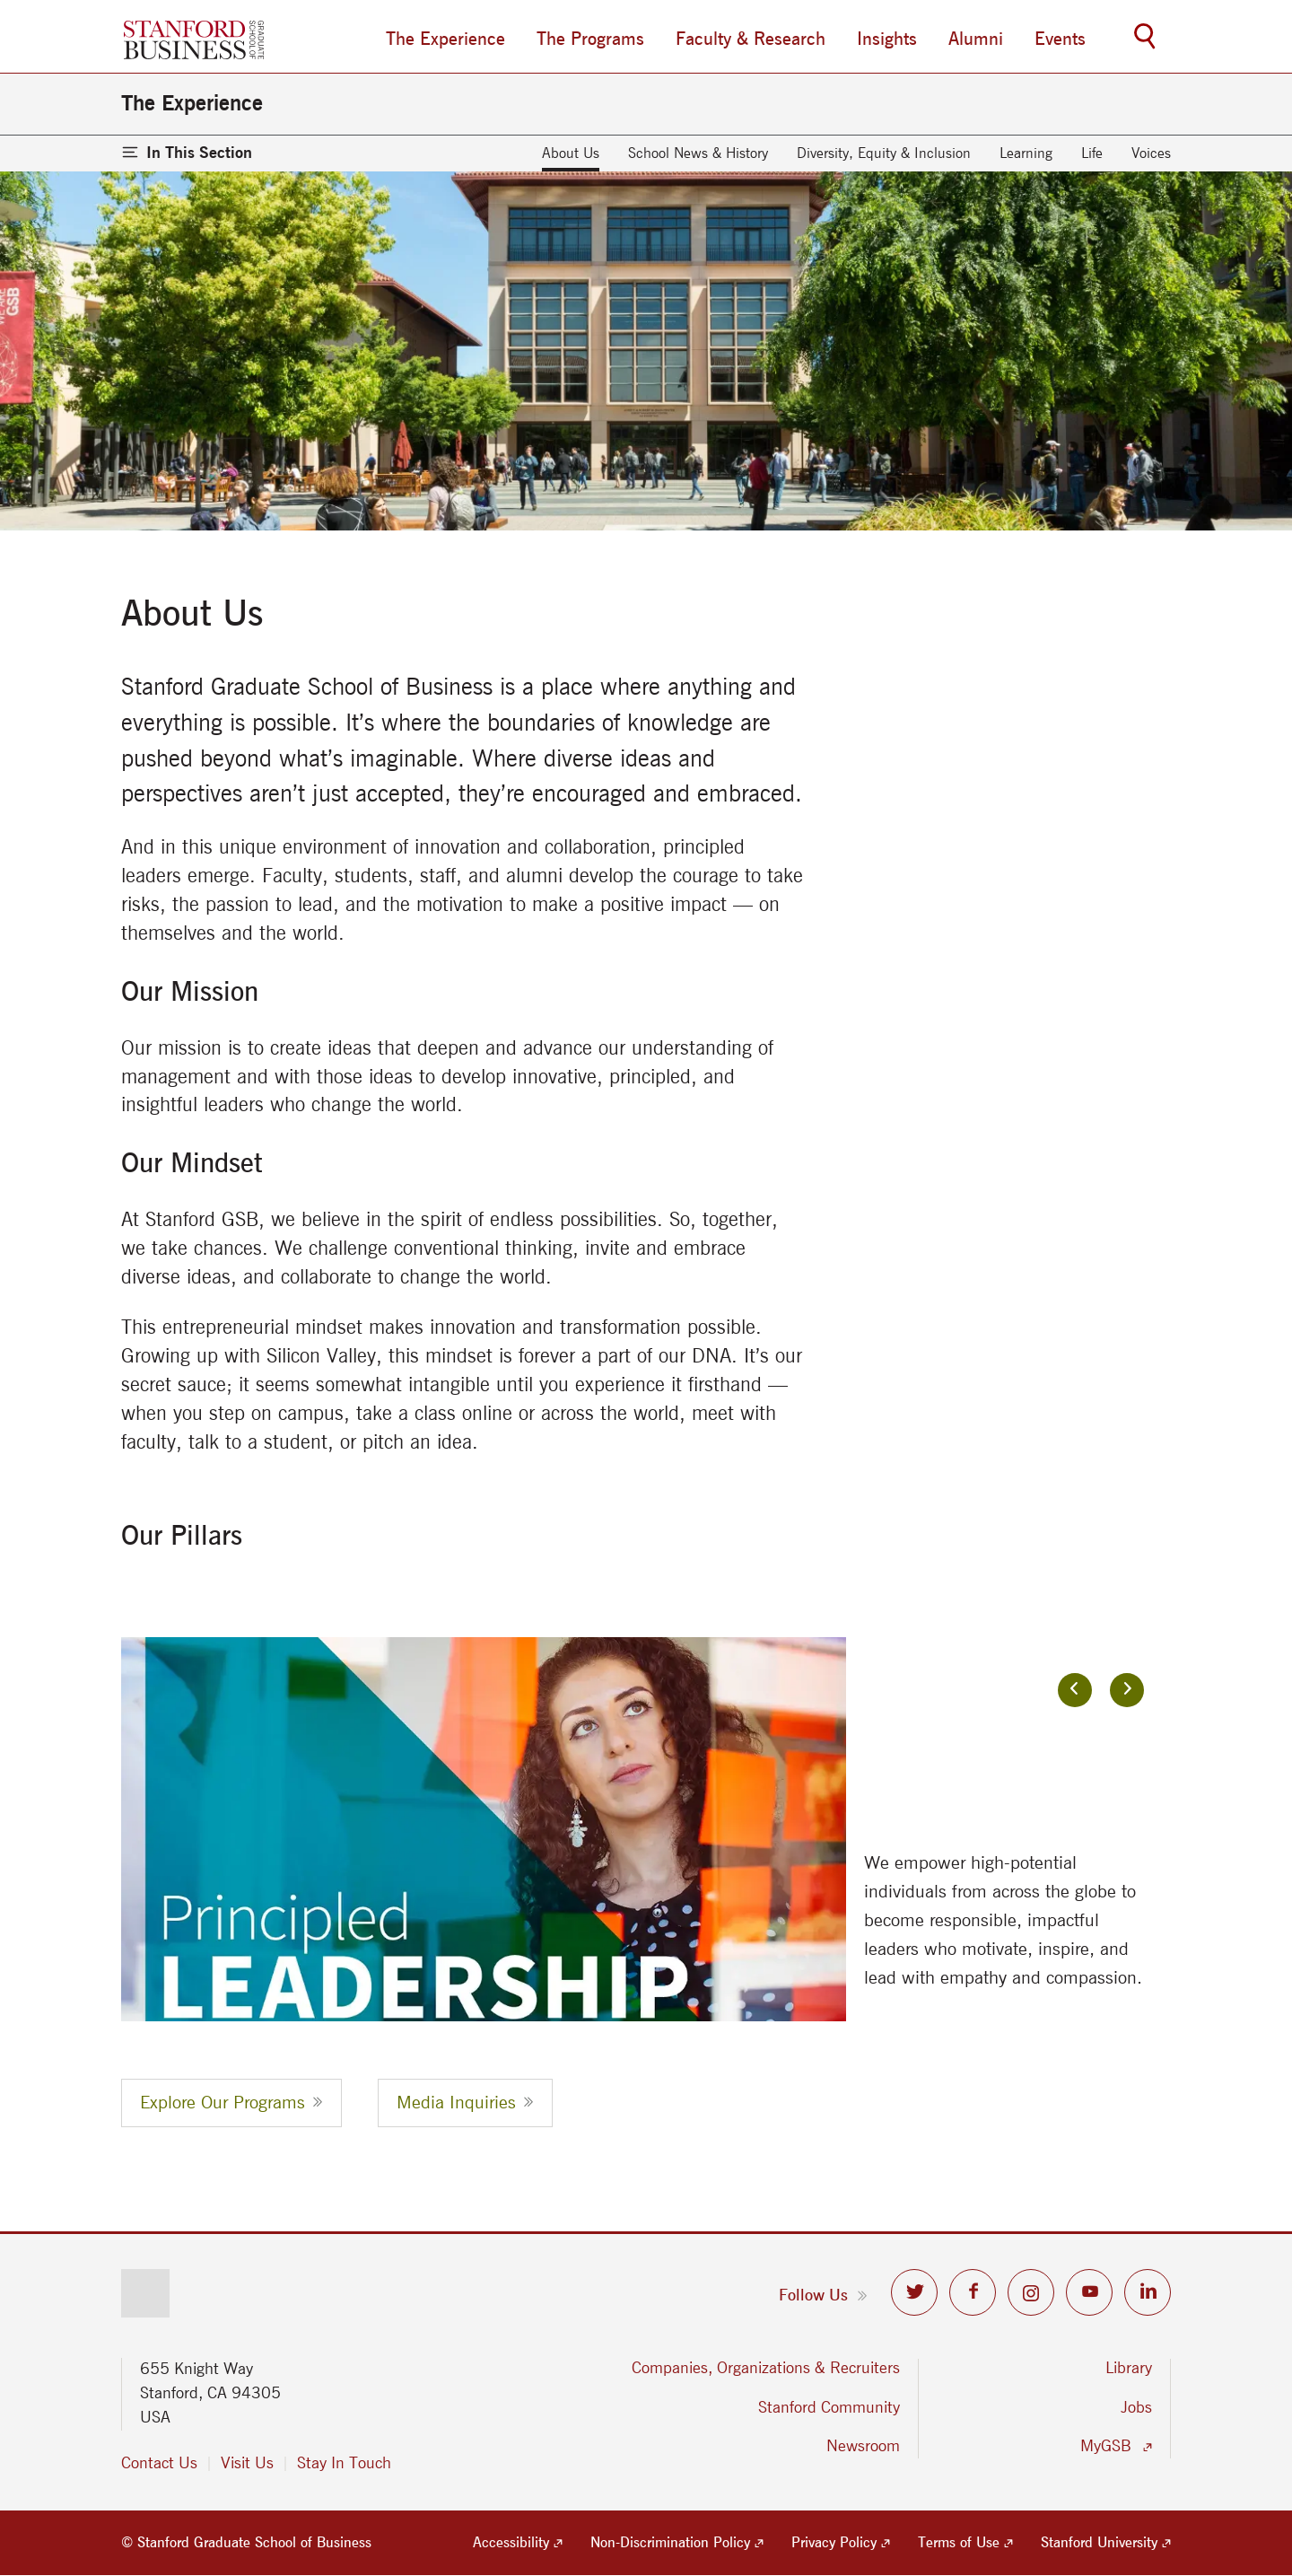 STANFORD
BUSINESS
GRADUATE
SCHOOL OF
The Experience
The Programs
Faculty & Research
Insights
Alumni
Events
The Experience
In This Section
About Us
School News & History
Diversity, Equity & Inclusion
Learning
Life
Voices
GSB
About Us
Stanford Graduate School of Business is a place where anything and
everything is possible. It’s where the boundaries of knowledge are
pushed beyond what’s imaginable. Where diverse ideas and
perspectives aren’t just accepted, they’re encouraged and embraced.
And in this unique environment of innovation and collaboration, principled
leaders emerge. Faculty, students, staff, and alumni develop the courage to take
risks, the passion to lead, and the motivation to make a positive impact — on
themselves and the world.
Our Mission
Our mission is to create ideas that deepen and advance our understanding of
management and with those ideas to develop innovative, principled, and
insightful leaders who change the world.
Our Mindset
At Stanford GSB, we believe in the spirit of endless possibilities. So, together,
we take chances. We challenge conventional thinking, invite and embrace
diverse ideas, and collaborate to change the world.
This entrepreneurial mindset makes innovation and transformation possible.
Growing up with Silicon Valley, this mindset is forever a part of our DNA. It’s our
secret sauce; it seems somewhat intangible until you experience it firsthand —
when you step on campus, take a class online or across the world, meet with
faculty, talk to a student, or pitch an idea.
Our Pillars
Principled
LEADERSHIP
We empower high-potential
individuals from across the globe to
become responsible, impactful
leaders who motivate, inspire, and
lead with empathy and compassion.
Explore Our Programs
Media Inquiries
Follow Us
655 Knight Way
Stanford, CA 94305
USA
Contact Us
Visit Us
Stay In Touch
Companies, Organizations & Recruiters
Stanford Community
Newsroom
Library
Jobs
MyGSB
© Stanford Graduate School of Business
Accessibility
Non-Discrimination Policy
Privacy Policy
Terms of Use
Stanford University